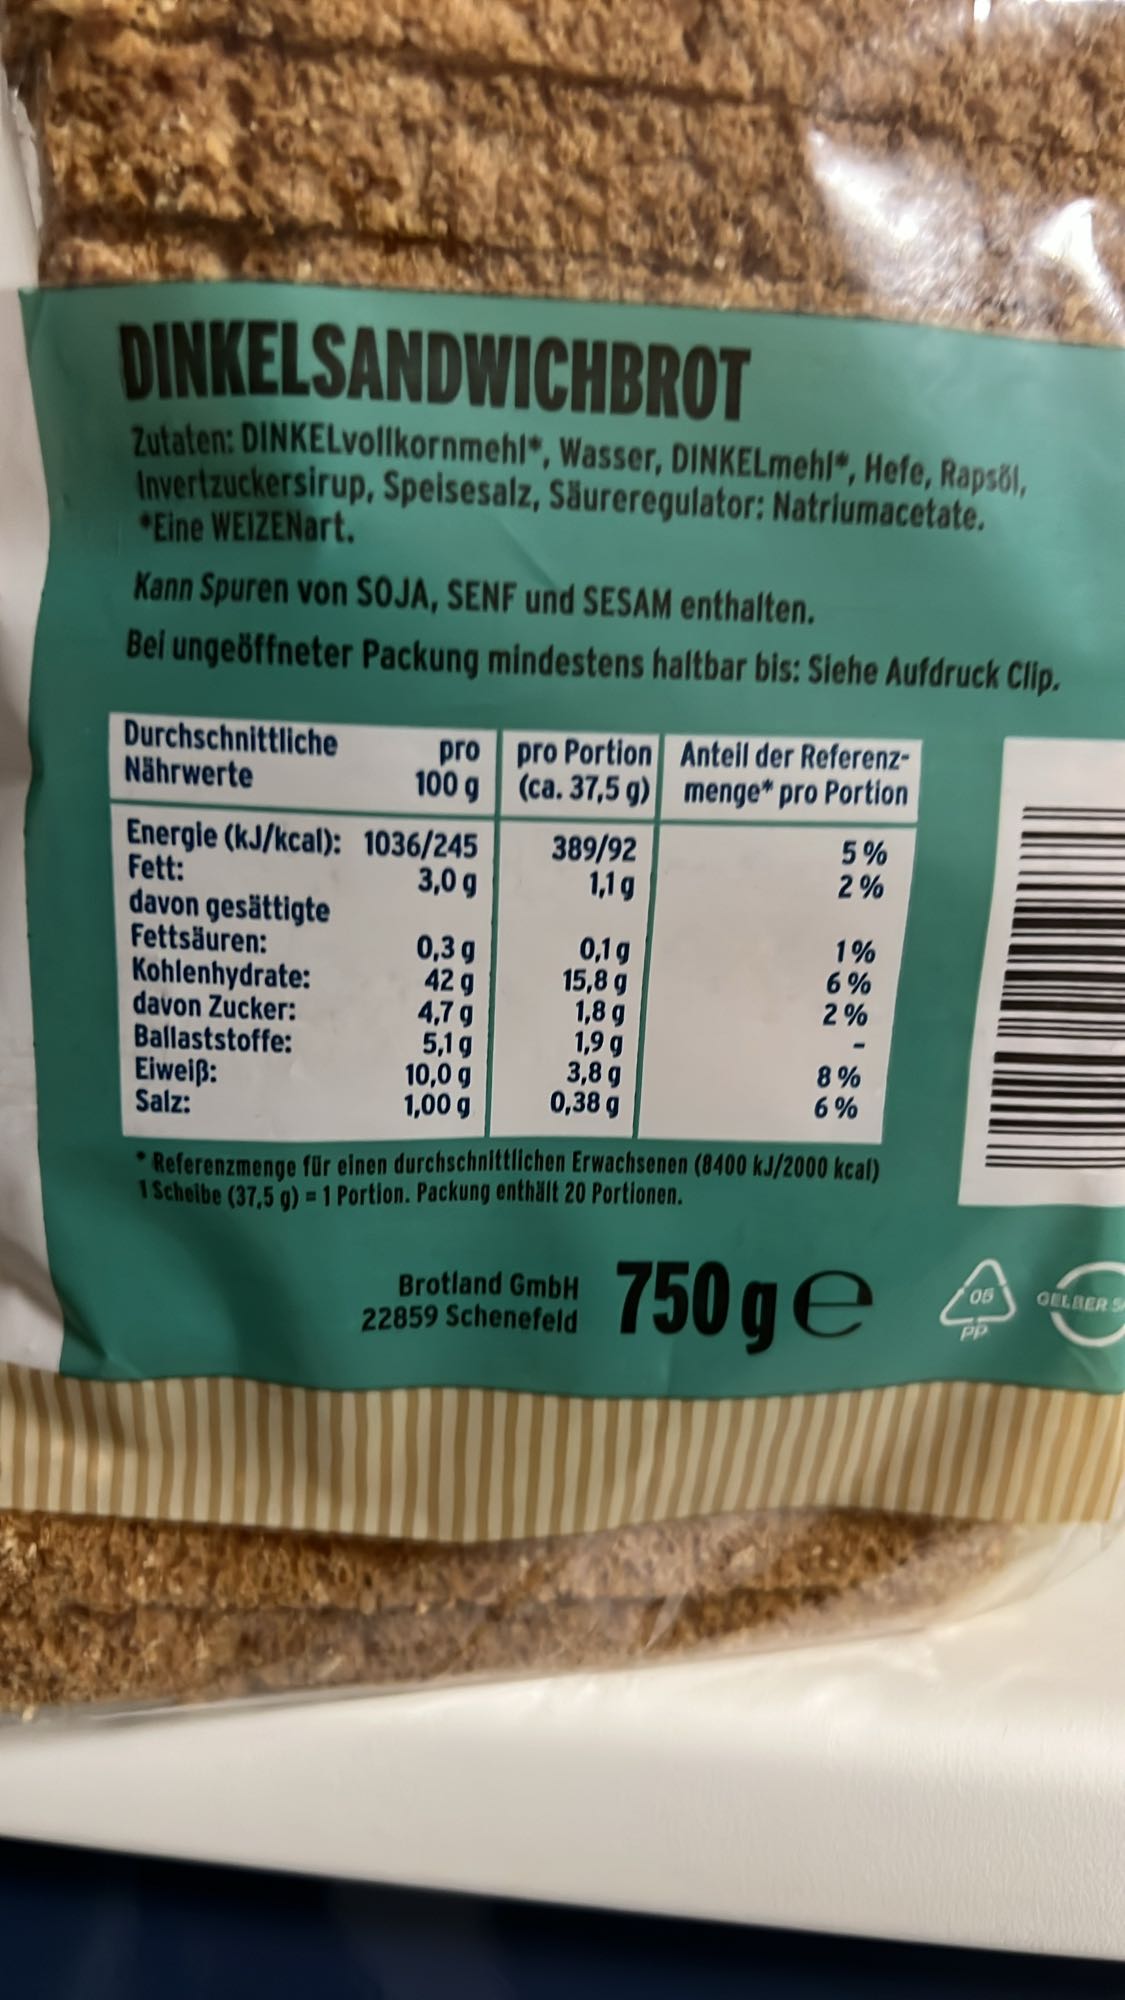 DINKELSANDWICHBROT
Zutaten: DINKELvollkornmehl*, Wasser, DINKELmehl*, Hefe, Rapsöl,
Invertzuckersirup, Speisesalz, Säureregulator: Natriumacetate.
*Eine WEIZENart.
Kann Spuren von SOJA, SENF und SESAM enthalten.
Bei ungeöffneter Packung mindestens haltbar bis: Siehe Aufdruck Clip.
Durchschnittliche pro pro Portion Anteil der Referenz-
Nährwerte 100 g (ca. 37,5 g) menge* pro Portion
Energie (kJ/kcal): 1036/245 389/92 5 %
Fett: 3,0 g 1,1 g 2 %
davon gesättigte
Fettsäuren: 0,3 g 0,1 g 1 %
Kohlenhydrate: 42 g 15,8 g 6 %
davon Zucker: 4,7 g 1,8 g 2 %
Ballaststoffe: 5,1 g 1,9 g -
Eiweiß: 10,0 g 3,8 g 8 %
Salz: 1,00 g 0,38 g 6 %
* Referenzmenge für einen durchschnittlichen Erwachsenen (8400 kJ/2000 kcal)
1 Scheibe (37,5 g) = 1 Portion. Packung enthält 20 Portionen.
Brotland GmbH
22859 Schenefeld
750 g e
05
PP
GELBER